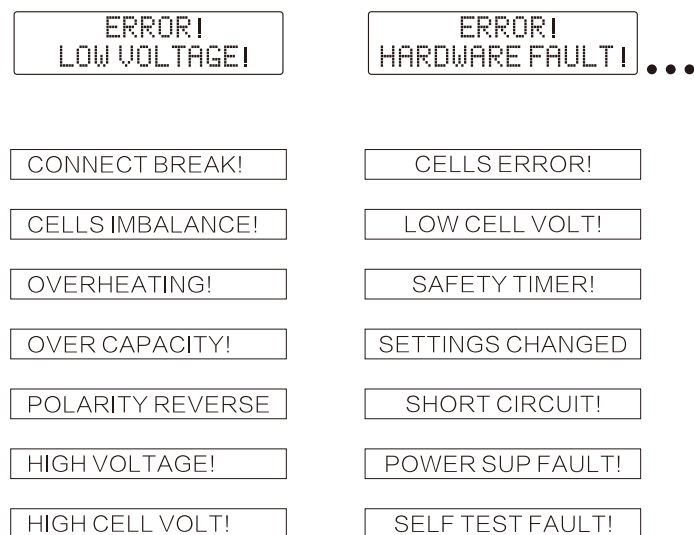 ERROR!
LOW VOLTAGE!
ERROR!
HARDWARE FAULT!
CONNECT BREAK!
CELLS ERROR!
CELLS IMBALANCE!
LOW CELL VOLT!
OVERHEATING!
SAFETY TIMER!
OVER CAPACITY!
SETTINGS CHANGED
POLARITY REVERSE
SHORT CIRCUIT!
HIGH VOLTAGE!
POWER SUP FAULT!
HIGH CELL VOLT!
SELF TEST FAULT!